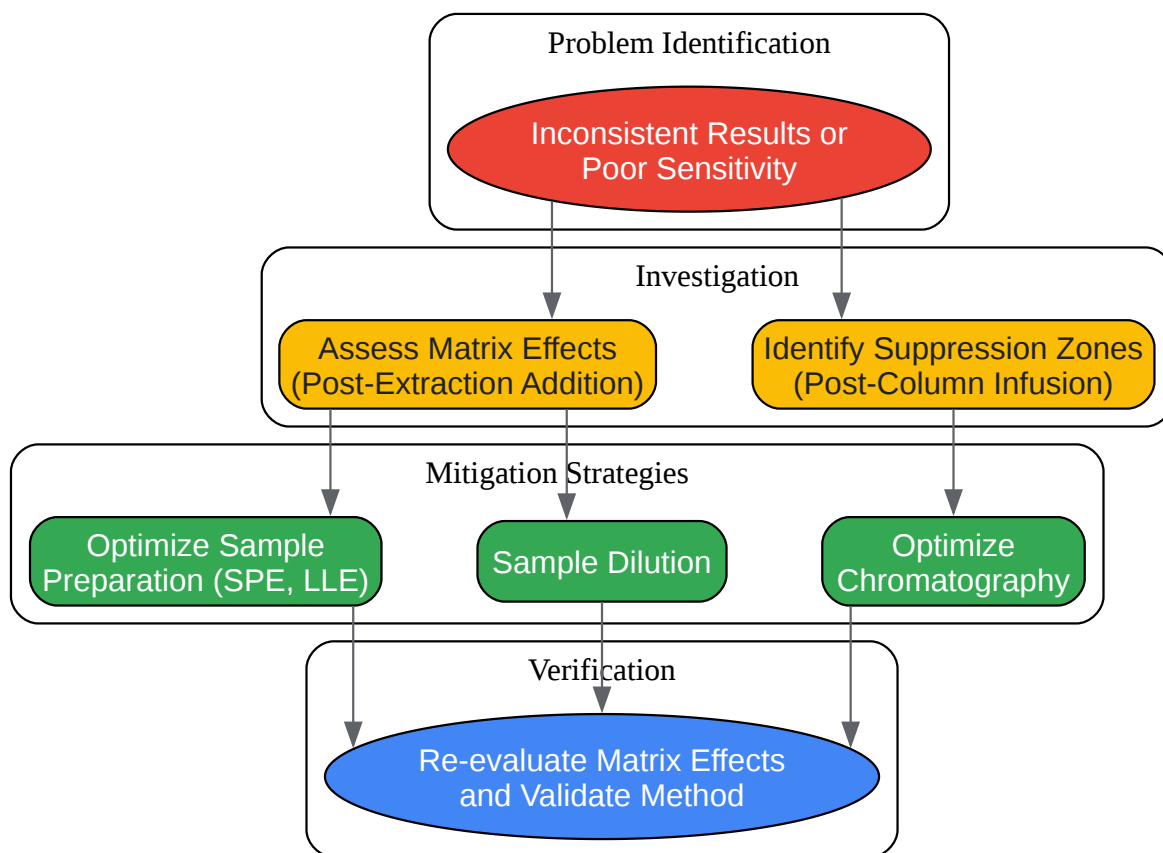 Problem Identification
Inconsistent Results or
Poor Sensitivity
Investigation
Assess Matrix Effects
(Post-Extraction Addition)
Identify Suppression Zones
(Post-Column Infusion)
Mitigation Strategies
Optimize Sample
Preparation (SPE, LLE)
Sample Dilution
Optimize
Chromatography
Verification
Re-evaluate Matrix Effects
and Validate Method